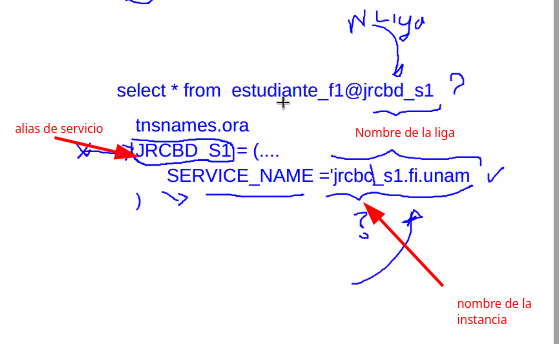 N Liga
select * from estudiante_f1@jrcbd_s1 ?
alias de servicio
tnsnames.ora
Nombre de la liga
JRCBD_S1 = (....
SERVICE_NAME ='jrcbd_s1.fi.unam
)
?
nombre de la
instancia